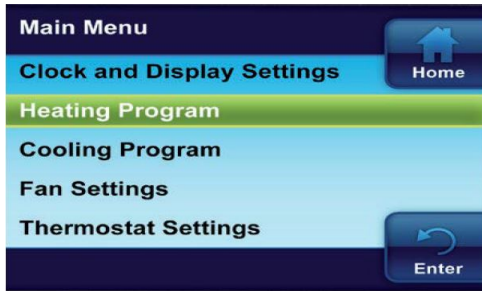 Main Menu
Clock and Display Settings
Home
Heating Program
Cooling Program
Fan Settings
Thermostat Settings
Enter